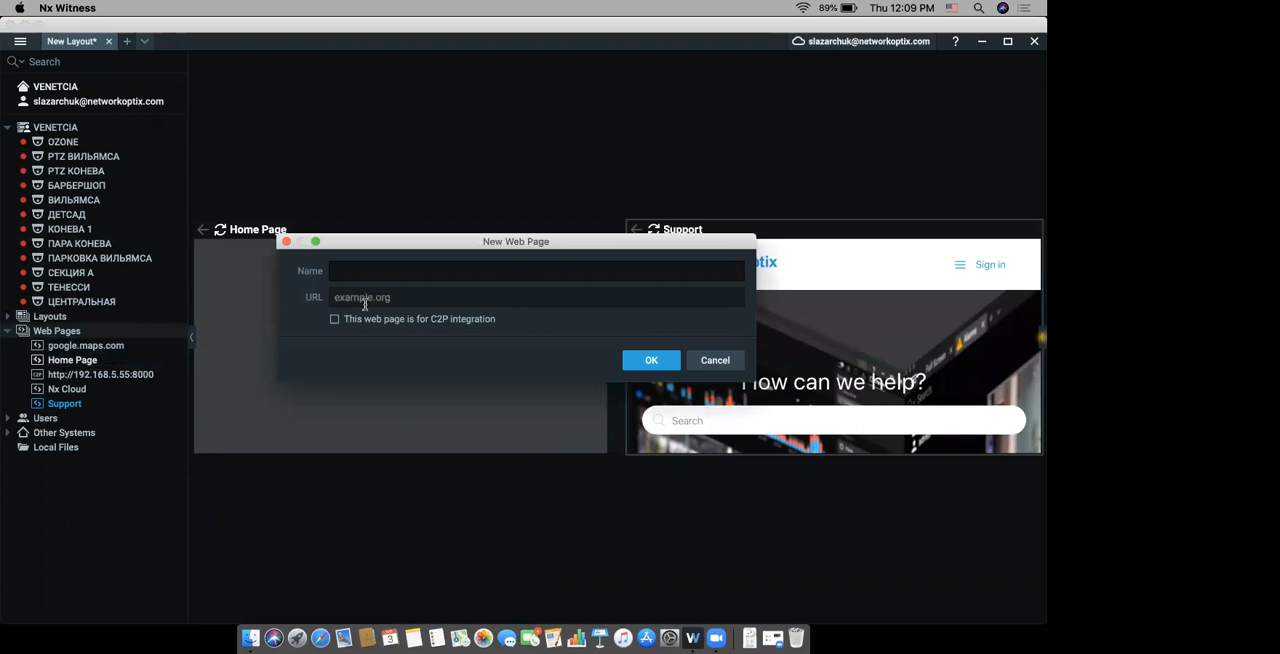 Nx Witness
89%
Thu 12:09 PM
New Layout*
slazarchuk@networkoptix.com
?
Search
VENETCIA
slazarchuk@networkoptix.com
VENETCIA
OZONE
PTZ ВИЛЬЯМСА
PTZ КОНЕВА
БАРБЕРШОП
ВИЛЬЯМСА
ДЕТСАД
КОНЕВА 1
ПАРА КОНЕВА
ПАРКОВКА ВИЛЬЯМСА
СЕКЦИЯ А
ТЕНЕССИ
ЦЕНТРАЛЬНАЯ
Layouts
Web Pages
google.maps.com
Home Page
C2P http://192.168.5.55:8000
Nx Cloud
Support
Users
Other Systems
Local Files
Home Page
Support
New Web Page
Name
URL example.org
This web page is for C2P integration
OK Cancel
optix
Sign in
How can we help?
Search
Alarms
3
W